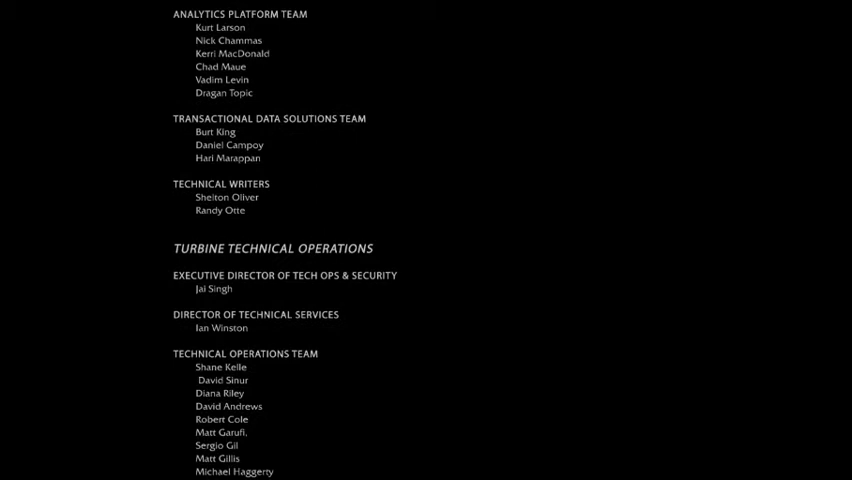 ANALYTICS PLATFORM TEAM
Kurt Larson
Nick Chammas
Kerri MacDonald
Chad Maue
Vadim Levin
Dragan Topic
TRANSACTIONAL DATA SOLUTIONS TEAM
Burt King
Daniel Campoy
Hari Marappan
TECHNICAL WRITERS
Shelton Oliver
Randy Otte
TURBINE TECHNICAL OPERATIONS
EXECUTIVE DIRECTOR OF TECH OPS & SECURITY
Jai Singh
DIRECTOR OF TECHNICAL SERVICES
Ian Winston
TECHNICAL OPERATIONS TEAM
Shane Kelle
David Sinur
Diana Riley
David Andrews
Robert Cole
Matt Garufi,
Sergio Gil
Matt Gillis
Michael Haggerty